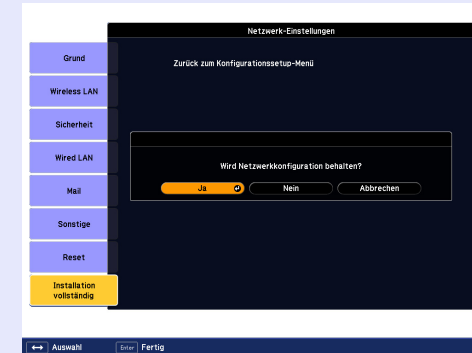 Netzwerk-Einstellungen
Grund
Zurück zum Konfigurationssetup-Menü
Wireless LAN
Sicherheit
Wired LAN
Wird Netzwerkkonfiguration behalten?
Ja
Nein
Abbrechen
Mail
Sonstige
Reset
Installation
vollständig
Auswahl
Enter Fertig